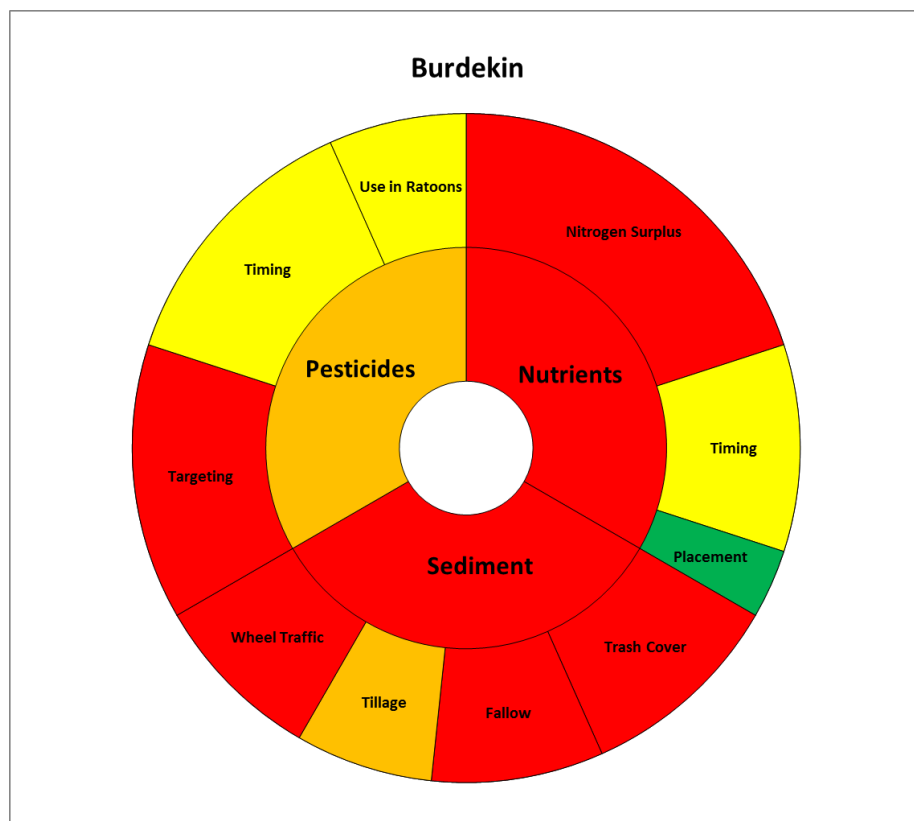 Burdekin
Use in Ratoons
Nitrogen Surplus
Timing
Pesticides
Nutrients
Timing
Targeting
Placement
Sediment
Wheel Traffic
Trash Cover
Tillage
Fallow